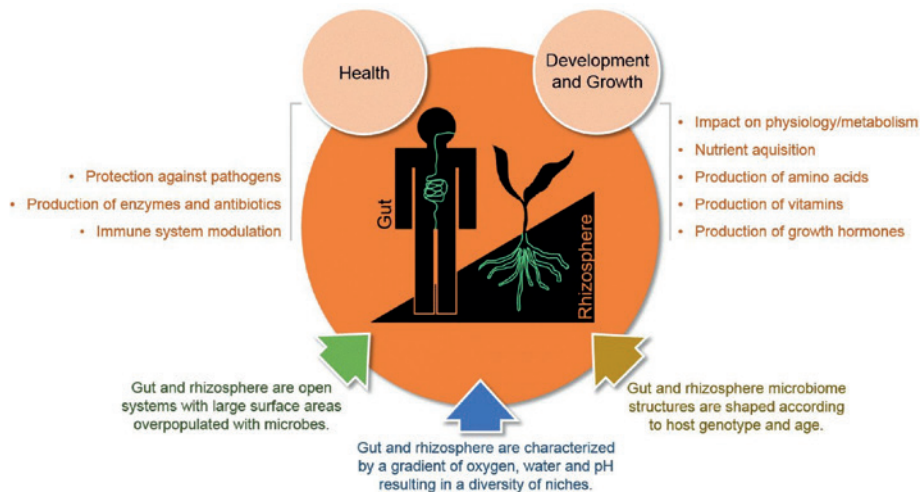 Health
Development
and Growth
• Protection against pathogens
• Production of enzymes and antibiotics
• Immune system modulation
Gut
Rhizosphere
• Impact on physiology/metabolism
• Nutrient aquisition
• Production of amino acids
• Production of vitamins
• Production of growth hormones
Gut and rhizosphere are open
systems with large surface areas
overpopulated with microbes.
Gut and rhizosphere are characterized
by a gradient of oxygen, water and pH
resulting in a diversity of niches.
Gut and rhizosphere microbiome
structures are shaped according
to host genotype and age.